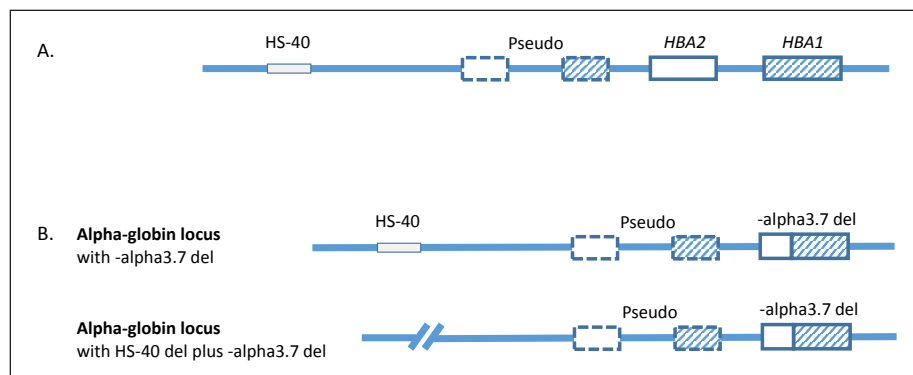 A.
HS-40 Pseudo HBA2 HBA1
B. Alpha-globin locus
with -alpha3.7 del
HS-40 Pseudo -alpha3.7 del
Alpha-globin locus
with HS-40 del plus -alpha3.7 del
Pseudo -alpha3.7 del